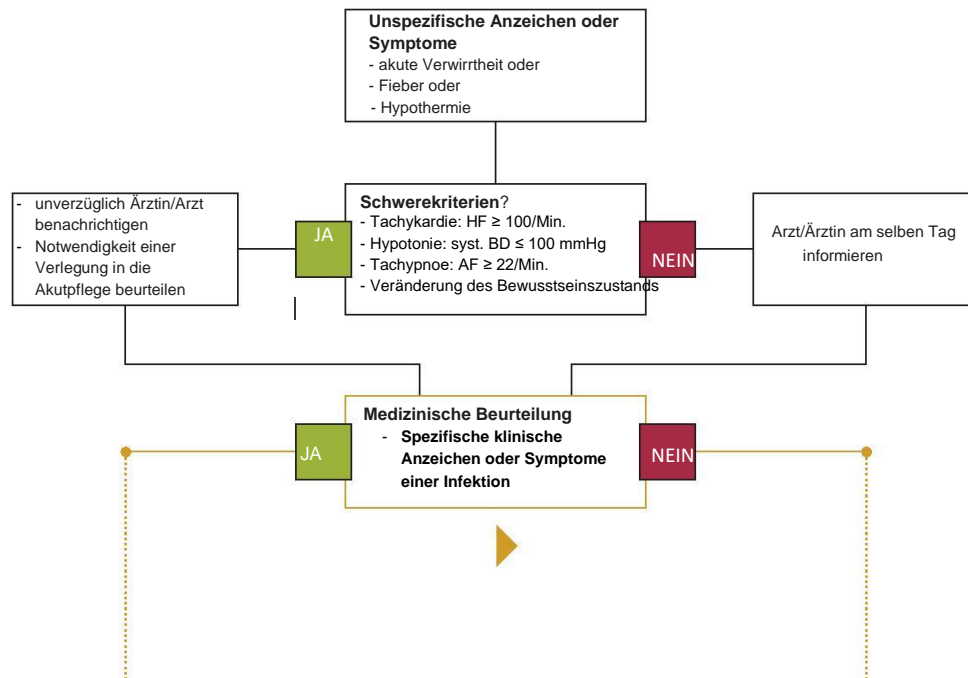 Unspezifische Anzeichen oder
Symptome
- akute Verwirrtheit oder
- Fieber oder
- Hypothermie
- unverzüglich Ärztin/Arzt
benachrichtigen
- Notwendigkeit einer
Verlegung in die
Akutpflege beurteilen
JA
Schwerekriterien?
- Tachykardie: HF ≥ 100/Min.
- Hypotonie: syst. BD ≤ 100 mmHg
- Tachypnoe: AF ≥ 22/Min.
- Veränderung des Bewusstseinszustands
NEIN
Arzt/Ärztin am selben Tag
informieren
JA
Medizinische Beurteilung
- Spezifische klinische
Anzeichen oder Symptome
einer Infektion
NEIN